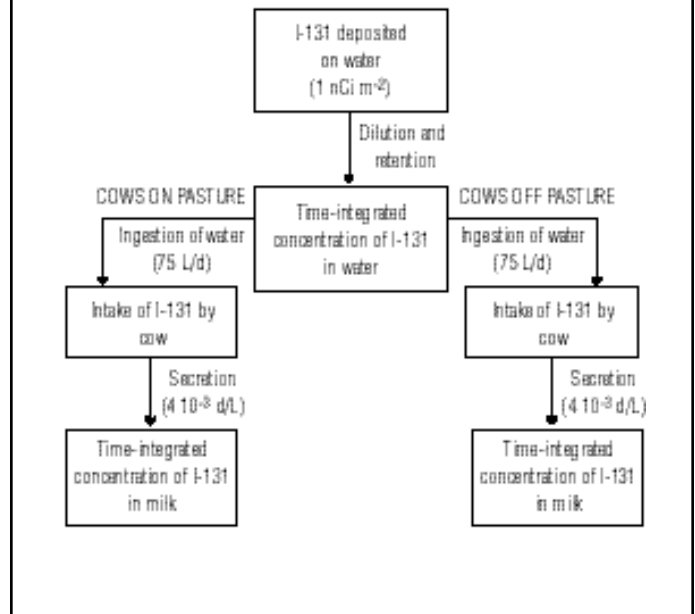 I-131 deposited
on water
(1 nCi m-2)
Dilution and
retention
COWS ON PASTURE
COWS OFF PASTURE
Time-integrated
concentration of I-131
in water
Ingestion of water
(75 L/d)
Ingestion of water
(75 L/d)
Intake of I-131 by
cow
Intake of I-131 by
cow
Secretion
(4 10-3 d/L)
Secretion
(4 10-3 d/L)
Time-integrated
concentration of I-131
in milk
Time-integrated
concentration of I-131
in milk